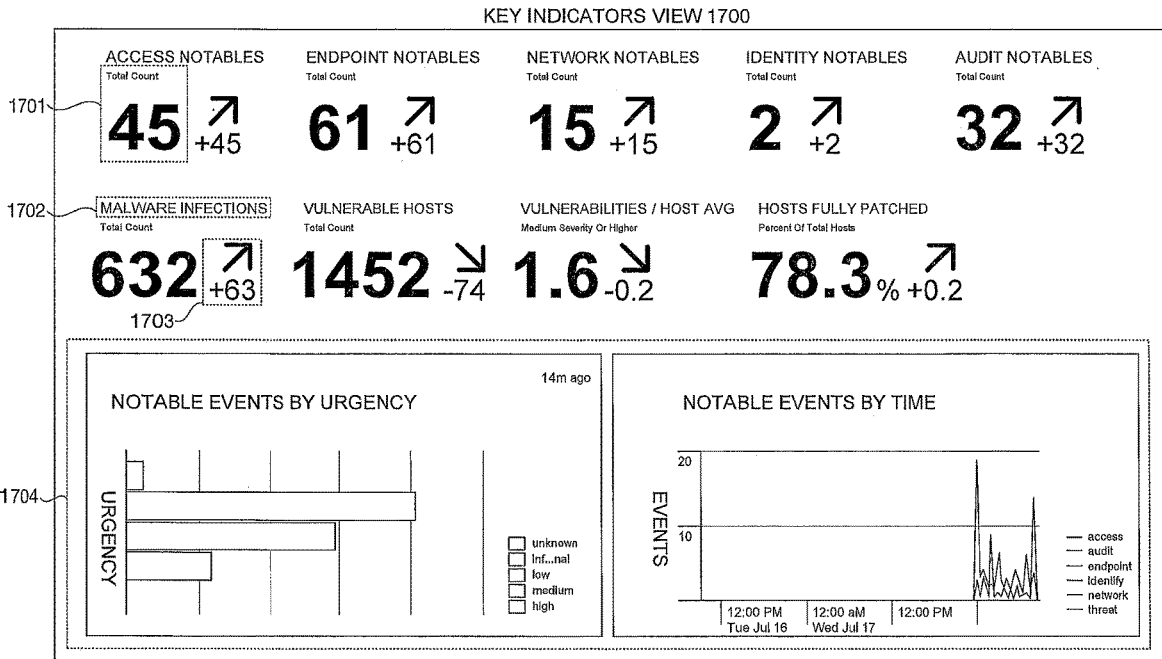 KEY INDICATORS VIEW 1700
ACCESS NOTABLES
Total Count
45 +45
ENDPOINT NOTABLES
Total Count
61 +61
NETWORK NOTABLES
Total Count
15 +15
IDENTITY NOTABLES
Total Count
2 +2
AUDIT NOTABLES
Total Count
32 +32
1701
1702
MALWARE INFECTIONS
Total Count
632 +63
1703
VULNERABLE HOSTS
Total Count
1452 -74
VULNERABILITIES / HOST AVG
Medium Severity Or Higher
1.6 -0.2
HOSTS FULLY PATCHED
Percent Of Total Hosts
78.3 % +0.2
1704
14m ago
NOTABLE EVENTS BY URGENCY
URGENCY
unknown
Inf...nal
low
medium
high
NOTABLE EVENTS BY TIME
EVENTS
20
10
12:00 PM
Tue Jul 16
12:00 aM
Wed Jul 17
12:00 PM
access
audit
endpoint
Identify
network
threat